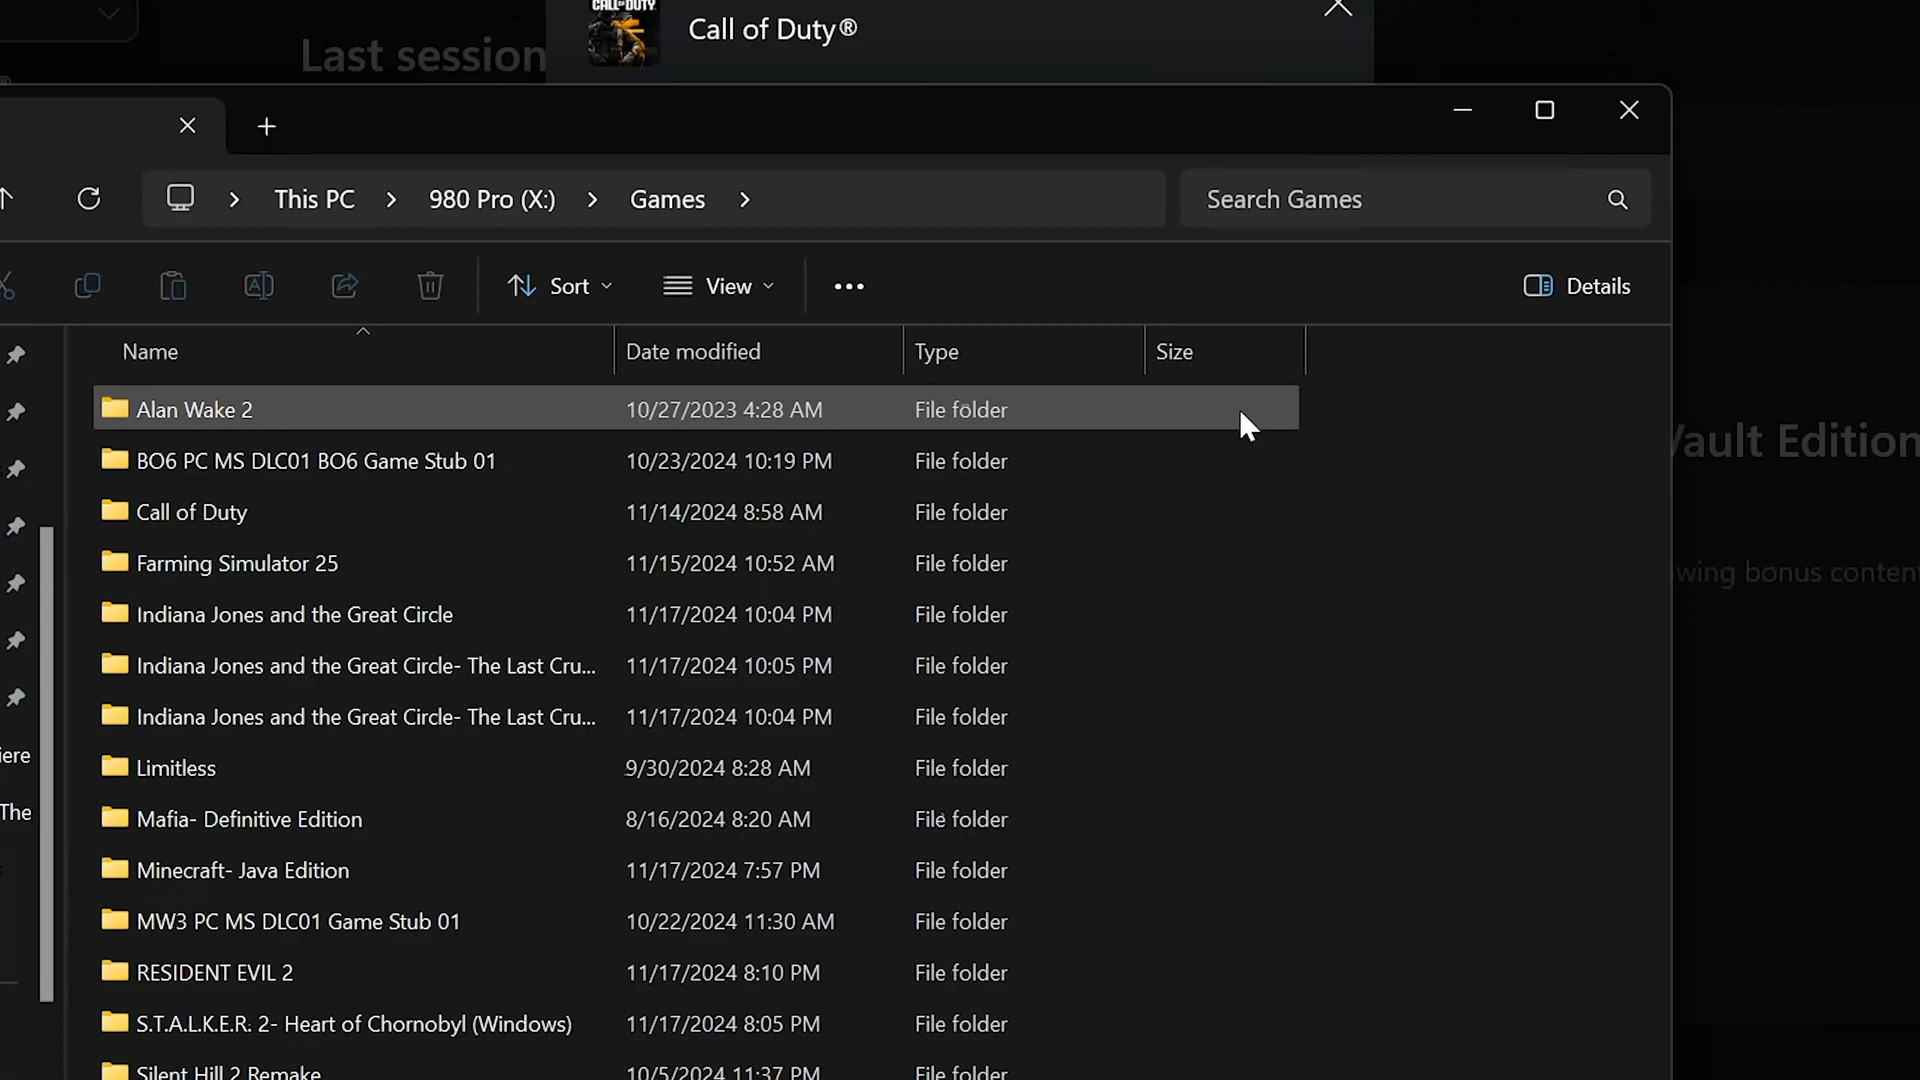 CALL OF DUTY
Call of Duty®
Last session
This PC > 980 Pro (X:) > Games >
Search Games
Sort
View
•••
Details
Name Date modified Type Size
Alan Wake 2 10/27/2023 4:28 AM File folder
BO6 PC MS DLC01 BO6 Game Stub 01 10/23/2024 10:19 PM File folder
Call of Duty 11/14/2024 8:58 AM File folder
Farming Simulator 25 11/15/2024 10:52 AM File folder
Indiana Jones and the Great Circle 11/17/2024 10:04 PM File folder
Indiana Jones and the Great Circle- The Last Cru... 11/17/2024 10:05 PM File folder
Indiana Jones and the Great Circle- The Last Cru... 11/17/2024 10:04 PM File folder
Limitless 9/30/2024 8:28 AM File folder
Mafia- Definitive Edition 8/16/2024 8:20 AM File folder
Minecraft- Java Edition 11/17/2024 7:57 PM File folder
MW3 PC MS DLC01 Game Stub 01 10/22/2024 11:30 AM File folder
RESIDENT EVIL 2 11/17/2024 8:10 PM File folder
S.T.A.L.K.E.R. 2- Heart of Chornobyl (Windows) 11/17/2024 8:05 PM File folder
Silent Hill 2 Remake 10/5/2024 11:37 PM File folder
iere
The
Vault Edition
wing bonus content